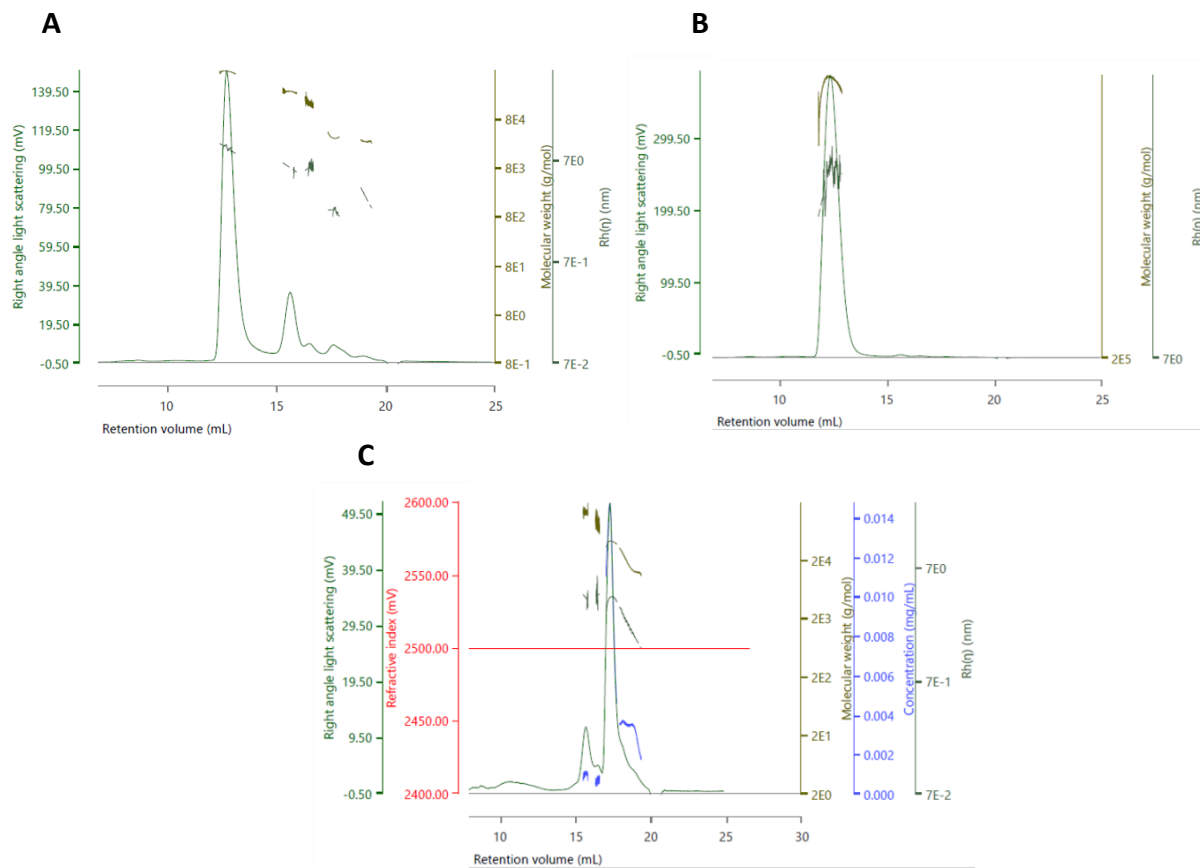 A
Right angle light scattering (mV)
139.50
119.50
99.50
79.50
59.50
39.50
19.50
-0.50
10
15
20
25
Retention volume (mL)
8E4
8E3
8E2
8E1
8E0
8E-1
Molecular weight (g/mol)
7E0
7E-1
7E-2
Rh(η) (nm)
B
Right angle light scattering (mV)
299.50
199.50
99.50
-0.50
10
15
20
25
Retention volume (mL)
2E5
Molecular weight (g/mol)
7E0
Rh(η) (nm)
C
Right angle light scattering (mV)
49.50
39.50
29.50
19.50
9.50
-0.50
Refractive index (mV)
2600.00
2550.00
2500.00
2450.00
2400.00
10
15
20
25
30
Retention volume (mL)
2E4
2E3
2E2
2E1
2E0
Molecular weight (g/mol)
0.014
0.012
0.010
0.008
0.006
0.004
0.002
0.000
Concentration (mg/mL)
7E0
7E-1
7E-2
Rh(η) (nm)